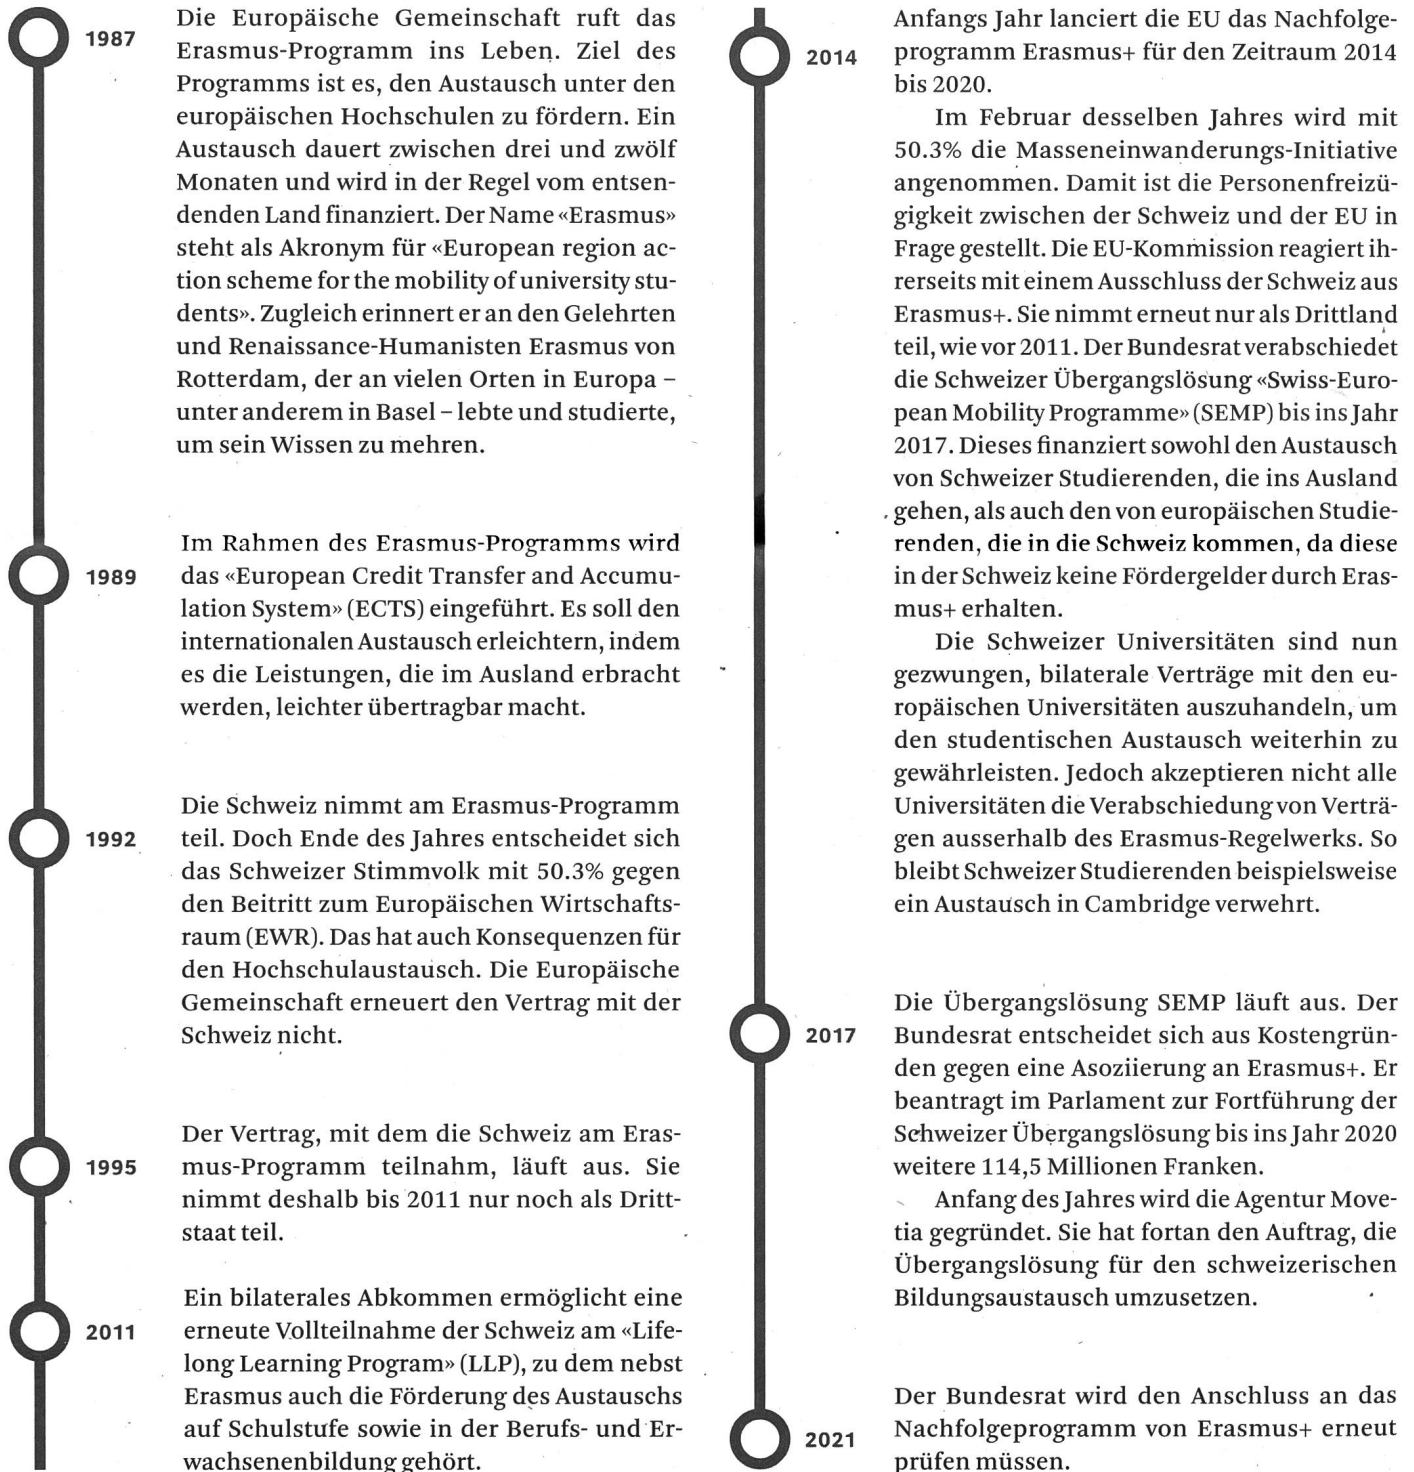 1987
Die Europäische Gemeinschaft ruft das
Erasmus-Programm ins Leben. Ziel des
Programms ist es, den Austausch unter den
europäischen Hochschulen zu fördern. Ein
Austausch dauert zwischen drei und zwölf
Monaten und wird in der Regel vom entsen-
denden Land finanziert. Der Name «Erasmus»
steht als Akronym für «European region ac-
tion scheme for the mobility of university stu-
dents». Zugleich erinnert er an den Gelehrten
und Renaissance-Humanisten Erasmus von
Rotterdam, der an vielen Orten in Europa –
unter anderem in Basel – lebte und studierte,
um sein Wissen zu mehren.
1989
Im Rahmen des Erasmus-Programms wird
das «European Credit Transfer and Accumu-
lation System» (ECTS) eingeführt. Es soll den
internationalen Austausch erleichtern, indem
es die Leistungen, die im Ausland erbracht
werden, leichter übertragbar macht.
1992
Die Schweiz nimmt am Erasmus-Programm
teil. Doch Ende des Jahres entscheidet sich
das Schweizer Stimmvolk mit 50.3% gegen
den Beitritt zum Europäischen Wirtschafts-
raum (EWR). Das hat auch Konsequenzen für
den Hochschulaustausch. Die Europäische
Gemeinschaft erneuert den Vertrag mit der
Schweiz nicht.
1995
Der Vertrag, mit dem die Schweiz am Eras-
mus-Programm teilnahm, läuft aus. Sie
nimmt deshalb bis 2011 nur noch als Dritt-
staat teil.
2011
Ein bilaterales Abkommen ermöglicht eine
erneute Vollteilnahme der Schweiz am «Life-
long Learning Program» (LLP), zu dem nebst
Erasmus auch die Förderung des Austauschs
auf Schulstufe sowie in der Berufs- und Er-
wachsenenbildung gehört.
2014
Anfangs Jahr lanciert die EU das Nachfolge-
programm Erasmus+ für den Zeitraum 2014
bis 2020.
Im Februar desselben Jahres wird mit
50.3% die Masseneinwanderungs-Initiative
angenommen. Damit ist die Personenfreizü-
gigkeit zwischen der Schweiz und der EU in
Frage gestellt. Die EU-Kommission reagiert ih-
rerseits mit einem Ausschluss der Schweiz aus
Erasmus+. Sie nimmt erneut nur als Drittland
teil, wie vor 2011. Der Bundesrat verabschiedet
die Schweizer Übergangslösung «Swiss-Euro-
pean Mobility Programme» (SEMP) bis ins Jahr
2017. Dieses finanziert sowohl den Austausch
von Schweizer Studierenden, die ins Ausland
gehen, als auch den von europäischen Studie-
renden, die in die Schweiz kommen, da diese
in der Schweiz keine Fördergelder durch Eras-
mus+ erhalten.
Die Schweizer Universitäten sind nun
gezwungen, bilaterale Verträge mit den eu-
ropäischen Universitäten auszuhandeln, um
den studentischen Austausch weiterhin zu
gewährleisten. Jedoch akzeptieren nicht alle
Universitäten die Verabschiedung von Verträ-
gen ausserhalb des Erasmus-Regelwerks. So
bleibt Schweizer Studierenden beispielsweise
ein Austausch in Cambridge verwehrt.
2017
Die Übergangslösung SEMP läuft aus. Der
Bundesrat entscheidet sich aus Kostengrün-
den gegen eine Asoziierung an Erasmus+. Er
beantragt im Parlament zur Fortführung der
Schweizer Übergangslösung bis ins Jahr 2020
weitere 114,5 Millionen Franken.
Anfang des Jahres wird die Agentur Move-
tia gegründet. Sie hat fortan den Auftrag, die
Übergangslösung für den schweizerischen
Bildungsaustausch umzusetzen.
2021
Der Bundesrat wird den Anschluss an das
Nachfolgeprogramm von Erasmus+ erneut
prüfen müssen.